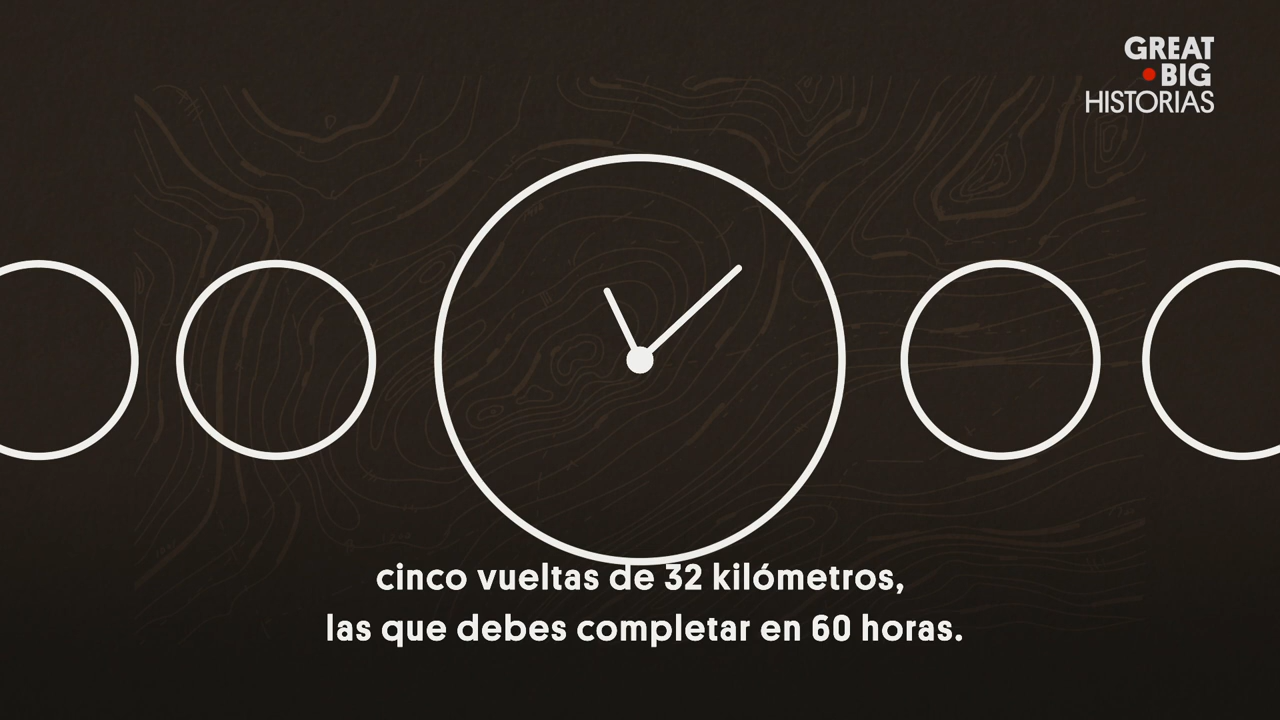 GREAT
BIG
HISTORIAS
cinco vueltas de 32 kilómetros,
las que debes completar en 60 horas.